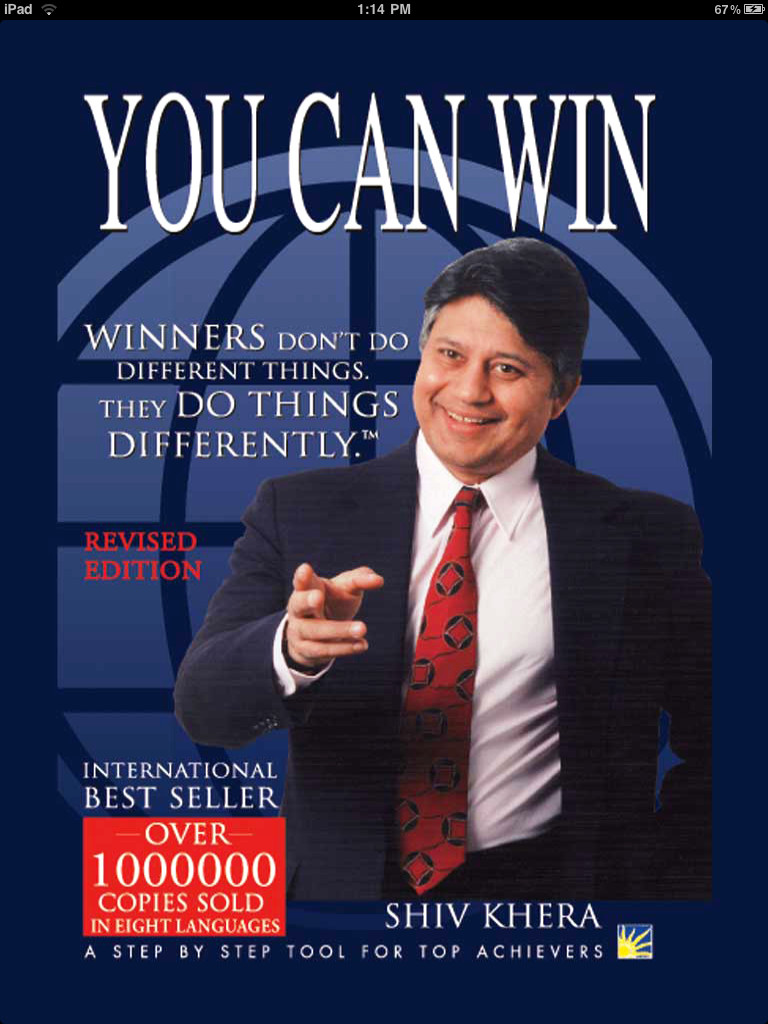 iPad
1:14 PM
67%
YOU CAN WIN
WINNERS DON'T DO
DIFFERENT THINGS.
THEY DO THINGS
DIFFERENTLY.™
REVISED
EDITION
INTERNATIONAL
BEST SELLER
OVER
1000000
COPIES SOLD
IN EIGHT LANGUAGES
SHIV KHERA
A STEP BY STEP TOOL FOR TOP ACHIEVERS